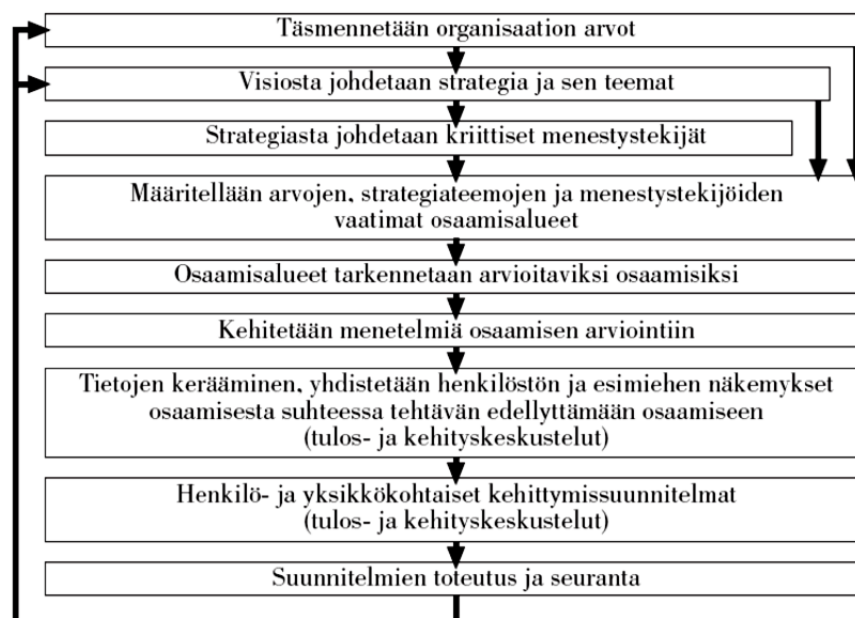 Täsmennetään organisaation arvot
Visiosta johdetaan strategia ja sen teemat
Strategiasta johdetaan kriittiset menestystekijät
Määritellään arvojen, strategiateemojen ja menestystekijöiden
vaatimat osaamisalueet
Osaamisalueet tarkennetaan arvioitaviksi osaamisiksi
Kehitetään menetelmiä osaamisen arviointiin
Tietojen kerääminen, yhdistetään henkilöstön ja esimiehen näkemykset
osaamisesta suhteessa tehtävän edellyttämään osaamiseen
(tulos- ja kehityskeskustelut)
Henkilö- ja yksikkökohtaiset kehittymissuunnitelmat
(tulos- ja kehityskeskustelut)
Suunnitelmien toteutus ja seuranta